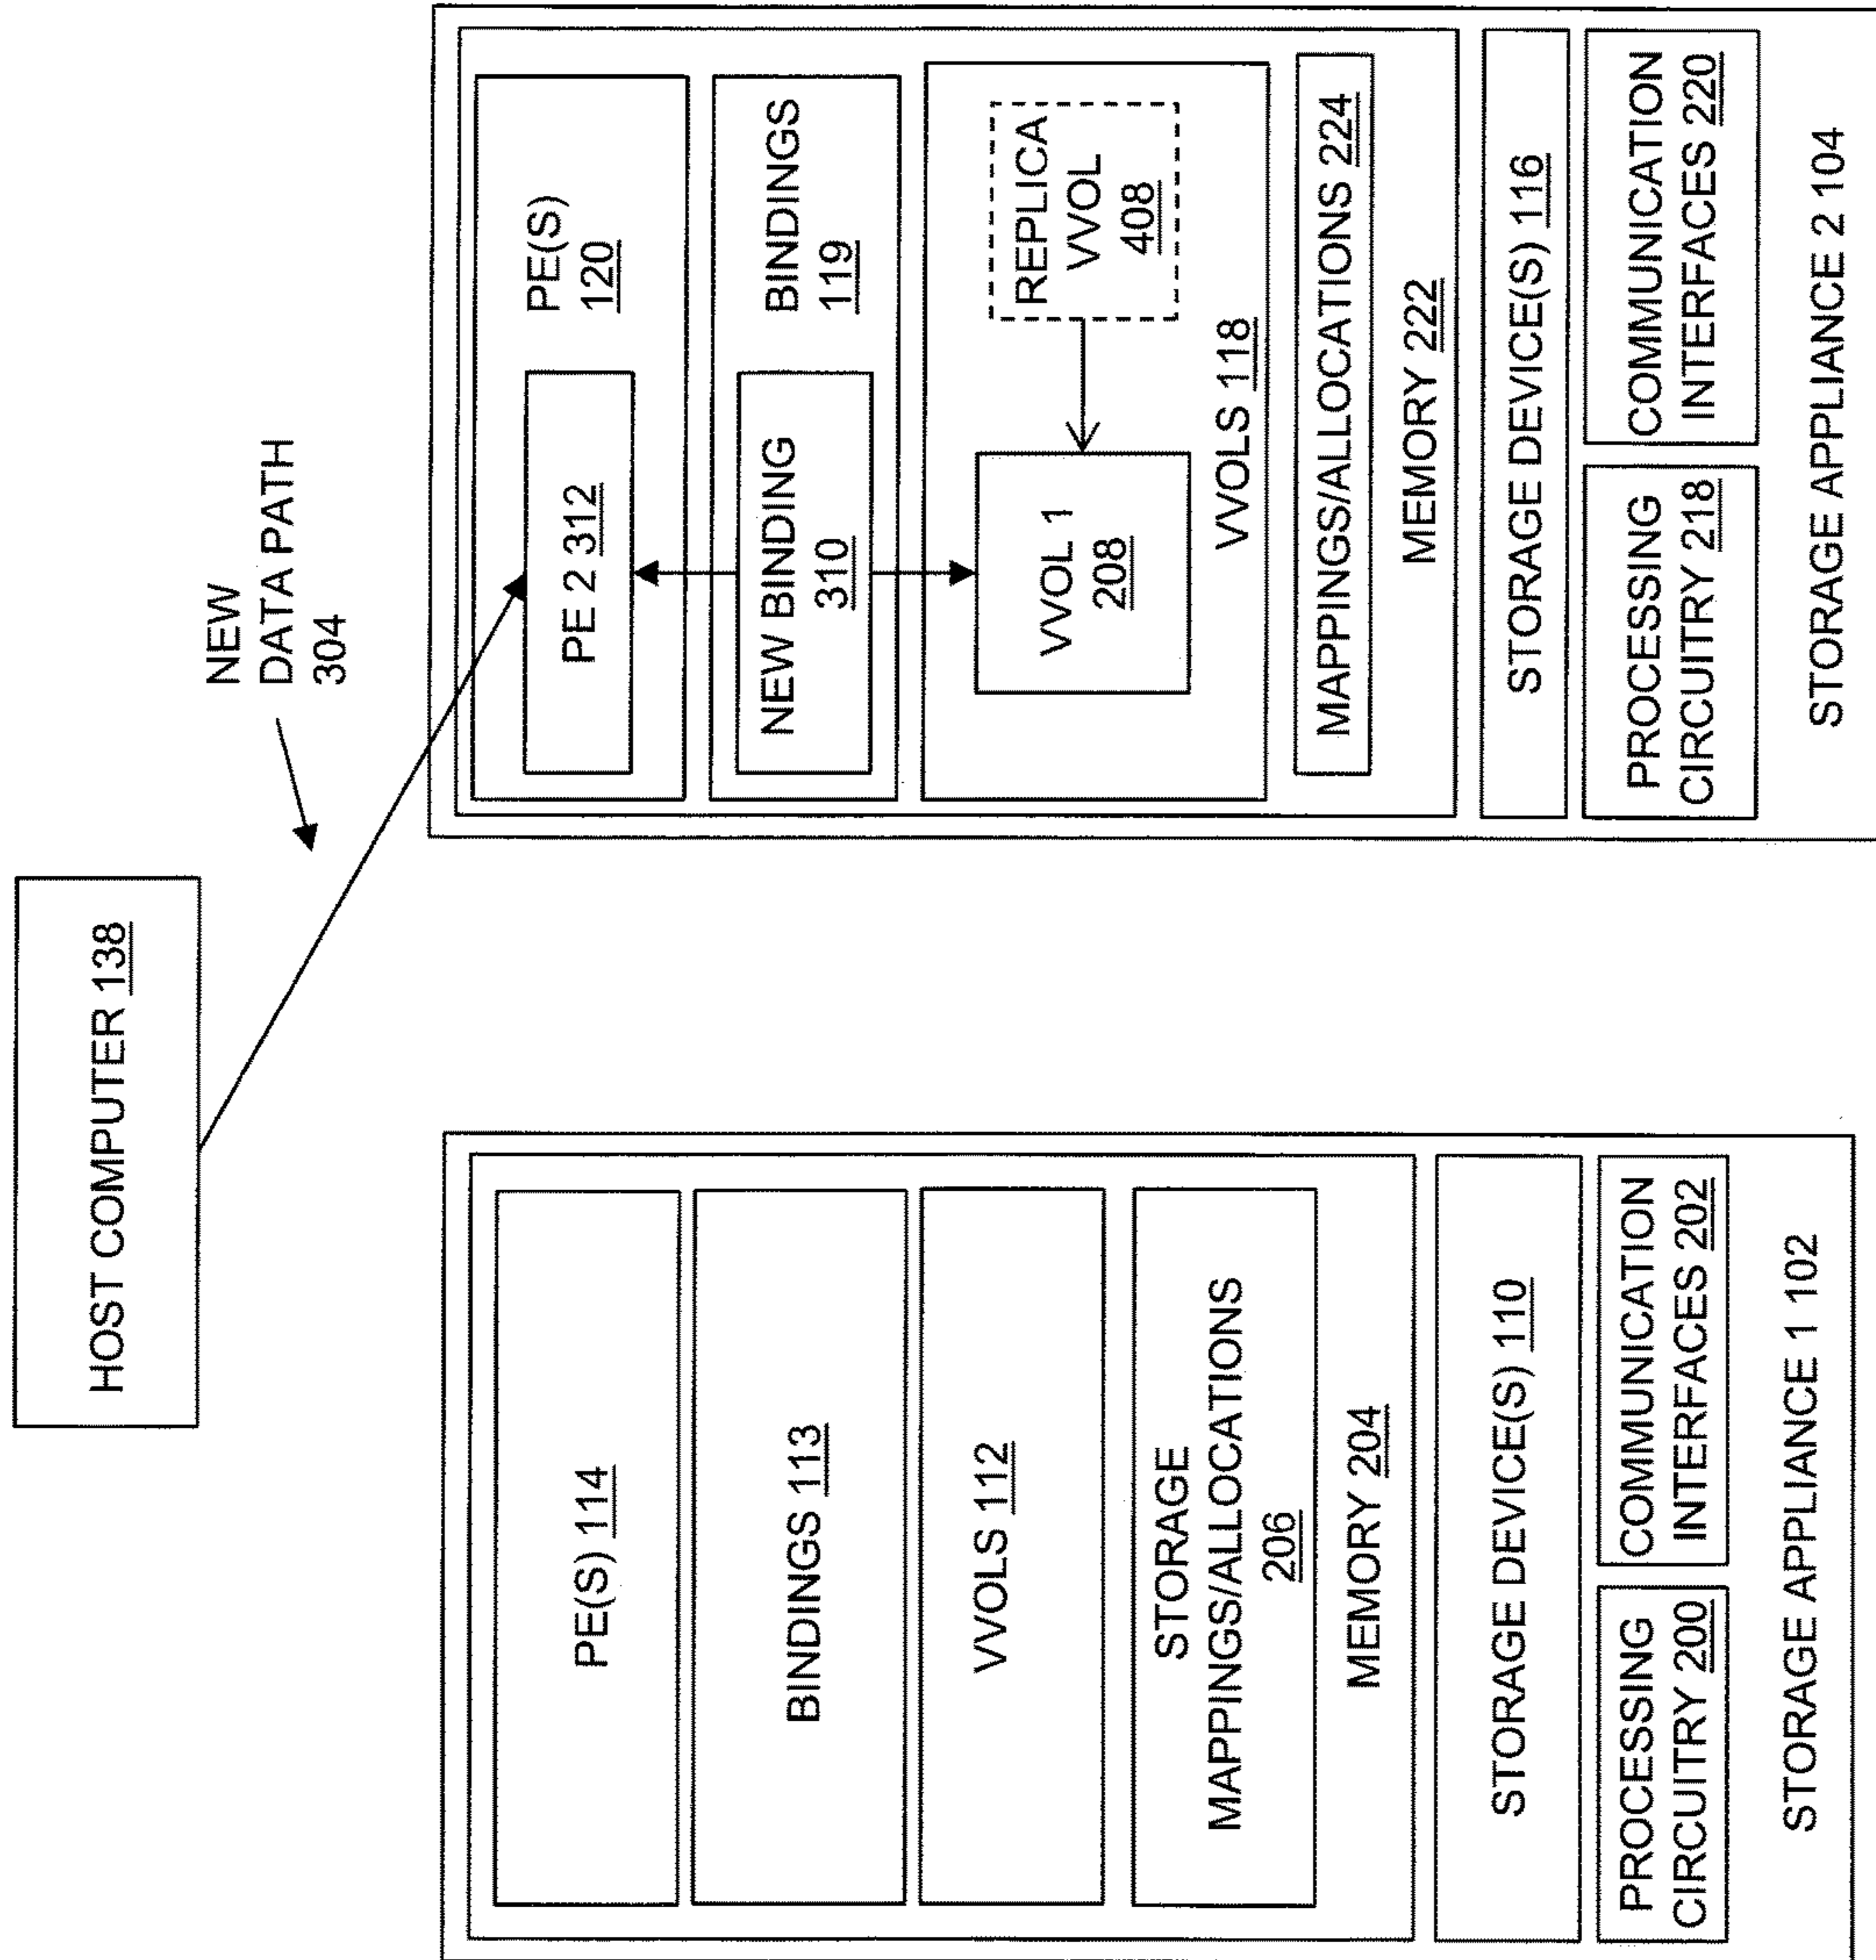 HOST COMPUTER 138
NEW
DATA PATH
304
PE(S) 114
BINDINGS 113
VVOLS 112
STORAGE
MAPPINGS/ALLOCATIONS
206
MEMORY 204
STORAGE DEVICE(S) 110
PROCESSING
CIRCUITRY 200
COMMUNICATION
INTERFACES 202
STORAGE APPLIANCE 1 102
PE 2 312
PE(S)
120
NEW BINDING
310
BINDINGS
119
VVOL 1
208
REPLICA
VVOL
408
VVOLS 118
MAPPINGS/ALLOCATIONS 224
MEMORY 222
STORAGE DEVICE(S) 116
PROCESSING
CIRCUITRY 218
COMMUNICATION
INTERFACES 220
STORAGE APPLIANCE 2 104